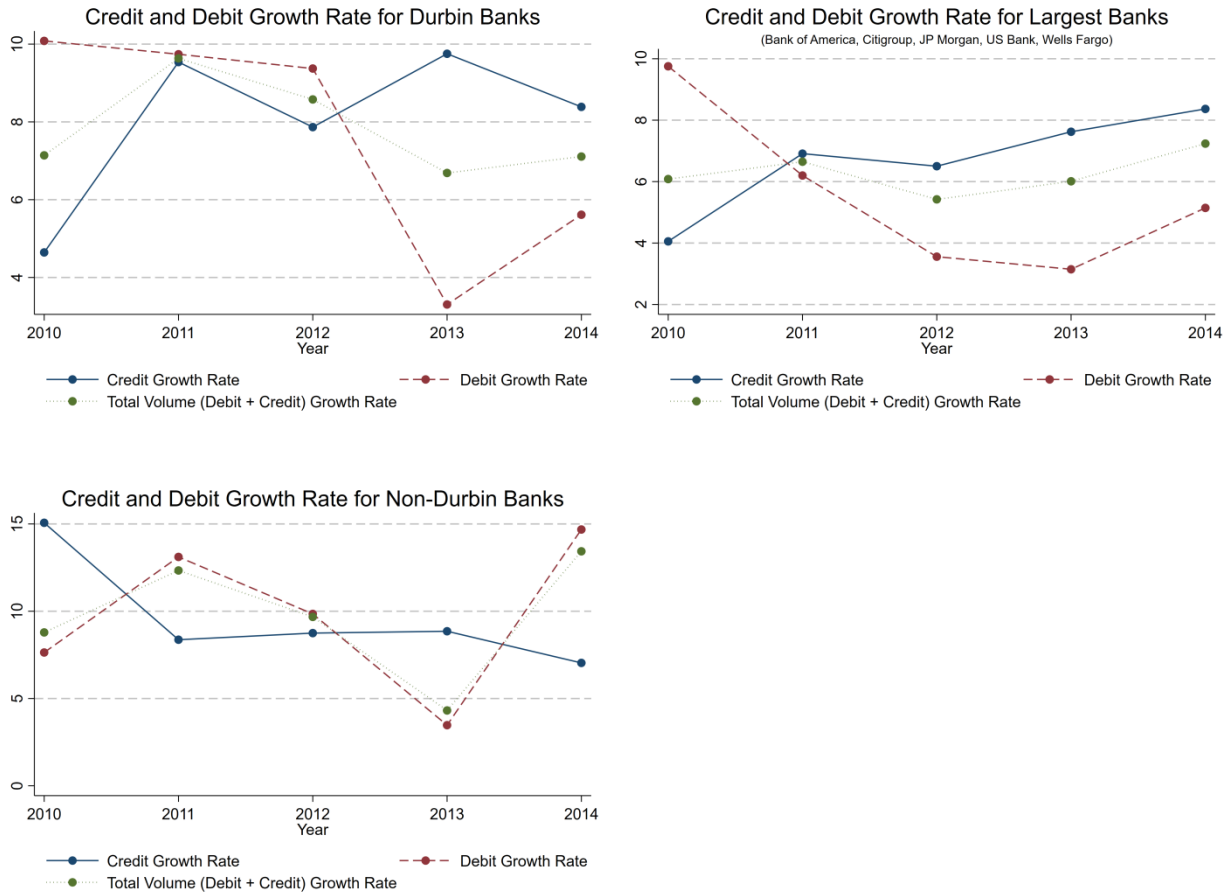 Credit and Debit Growth Rate for Durbin Banks
10
8
6
4
2010 2011 2012 2013 2014
Year
Credit Growth Rate Debit Growth Rate
Total Volume (Debit + Credit) Growth Rate
Credit and Debit Growth Rate for Largest Banks
(Bank of America, Citigroup, JP Morgan, US Bank, Wells Fargo)
10
8
6
4
2
2010 2011 2012 2013 2014
Year
Credit Growth Rate Debit Growth Rate
Total Volume (Debit + Credit) Growth Rate
Credit and Debit Growth Rate for Non-Durbin Banks
15
10
5
0
2010 2011 2012 2013 2014
Year
Credit Growth Rate Debit Growth Rate
Total Volume (Debit + Credit) Growth Rate